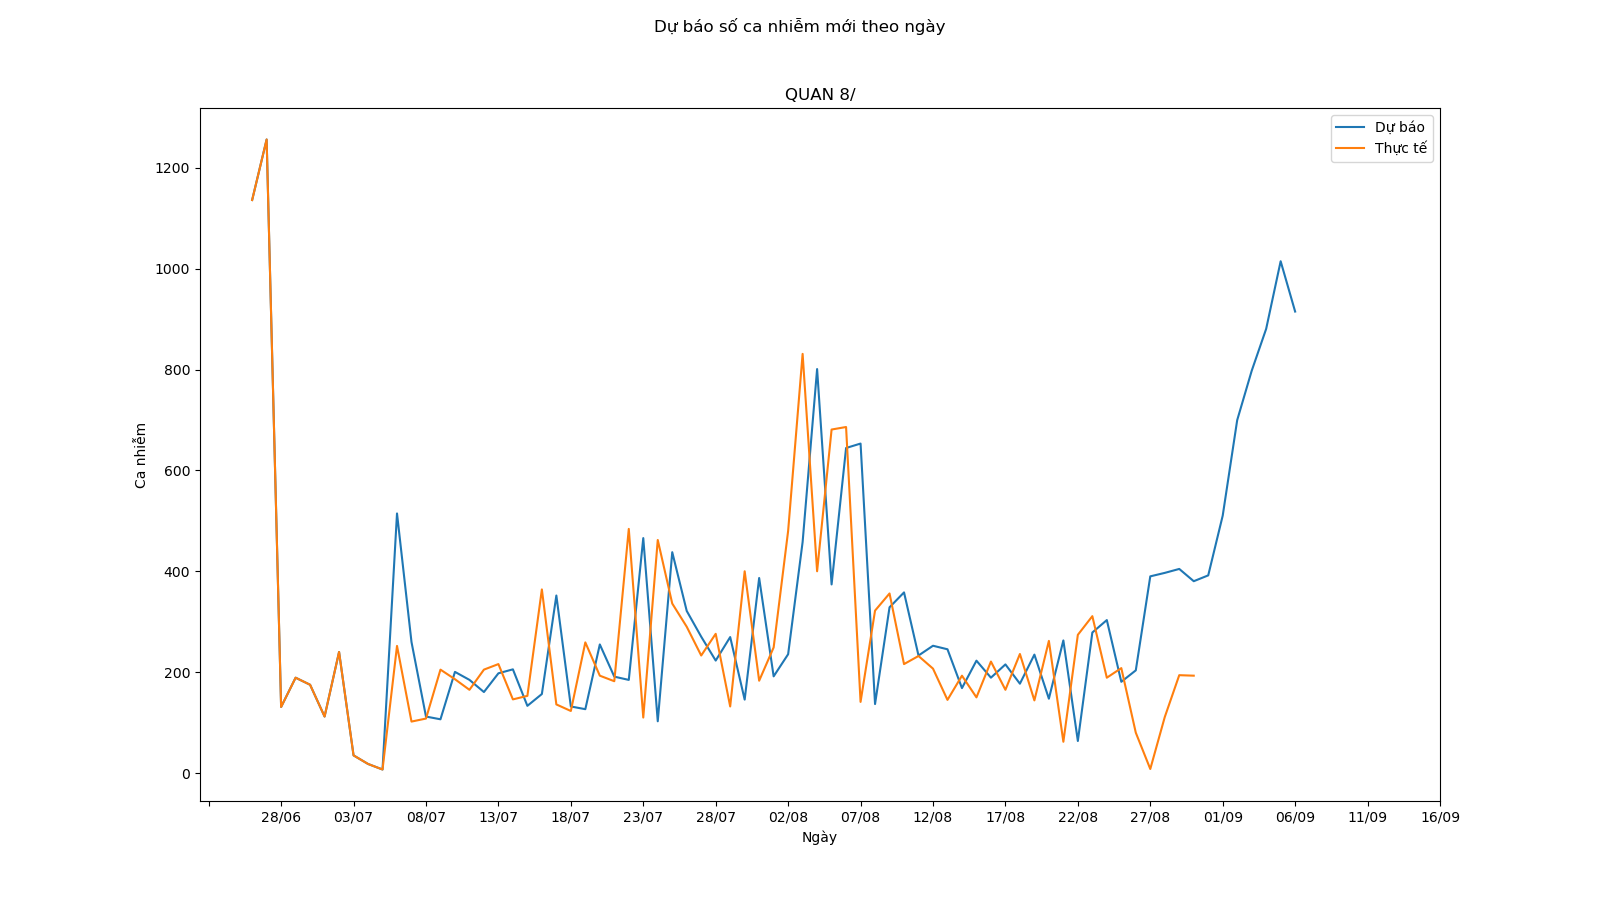 Dự báo số ca nhiễm mới theo ngày
QUAN 8/
Dự báo
Thực tế
1200
1000
800
600
400
200
0
Ca nhiễm
28/06 03/07 08/07 13/07 18/07 23/07 28/07 02/08 07/08 12/08 17/08 22/08 27/08 01/09 06/09 11/09 16/09
Ngày